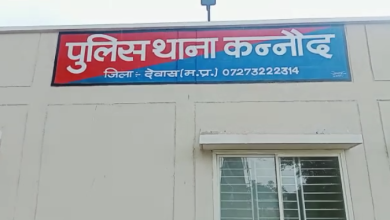 पुलिस थाना कन्नौद
जिला :- देवास (म.प्र.) 07273222314